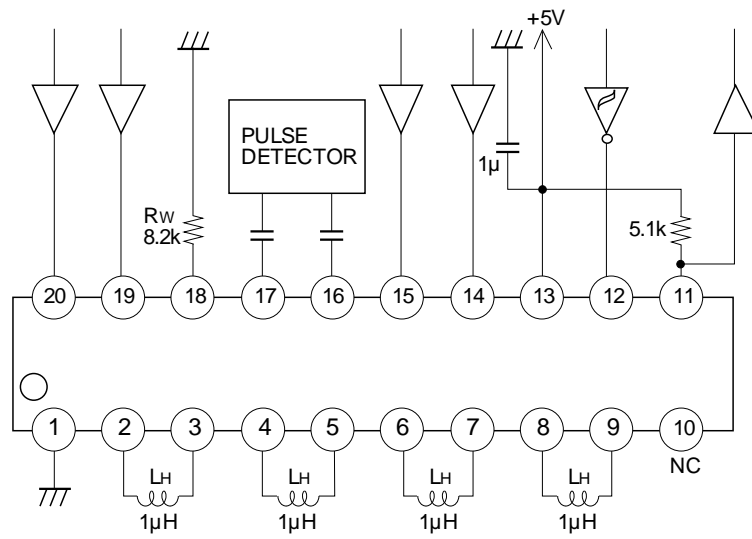 +5V
PULSE
DETECTOR
1μ
RW
8.2k
5.1k
20 19 18 17 16 15 14 13 12 11
1 2 3 4 5 6 7 8 9 10
NC
LH LH LH LH
1μH 1μH 1μH 1μH